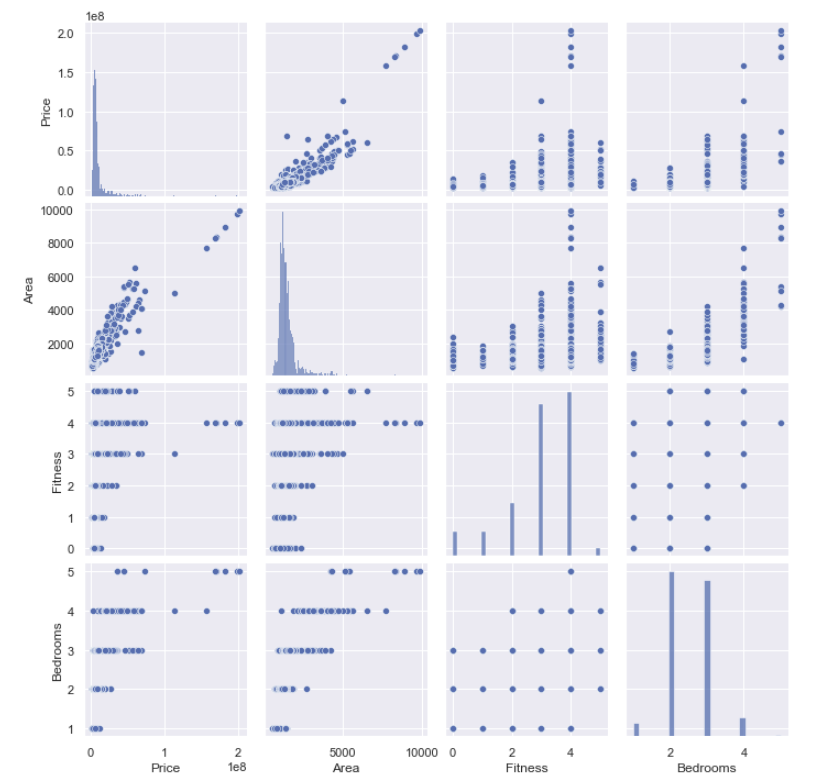 1e8
2.0
1.5
1.0
0.5
0.0
Price
10000
8000
6000
4000
2000
Area
5
4
3
2
1
0
Fitness
5
4
3
2
1
Bedrooms
0 1 2
1e8
Price
5000 10000
Area
0 2 4
Fitness
2 4
Bedrooms